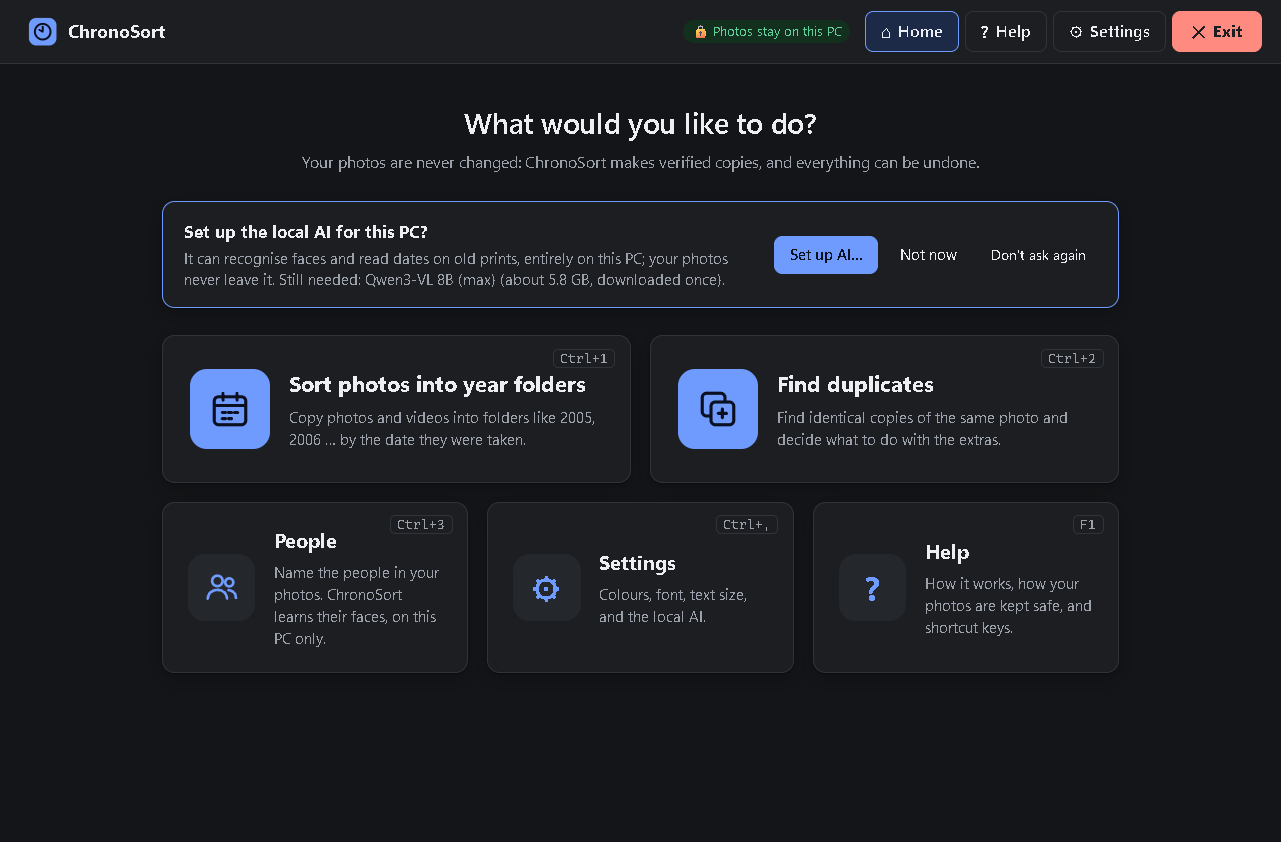 ChronoSort
Photos stay on this PC
Home
? Help
Settings
Exit
What would you like to do?
Your photos are never changed: ChronoSort makes verified copies, and everything can be undone.
Set up the local AI for this PC?
It can recognise faces and read dates on old prints, entirely on this PC; your photos
never leave it. Still needed: Qwen3-VL 8B (max) (about 5.8 GB, downloaded once).
Set up AI...
Not now
Don't ask again
Ctrl+1
Sort photos into year folders
Copy photos and videos into folders like 2005,
2006 ... by the date they were taken.
Ctrl+2
Find duplicates
Find identical copies of the same photo and
decide what to do with the extras.
Ctrl+3
People
Name the people in your
photos. ChronoSort
learns their faces, on this
PC only.
Ctrl+,
Settings
Colours, font, text size,
and the local AI.
F1
?
Help
How it works, how your
photos are kept safe, and
shortcut keys.